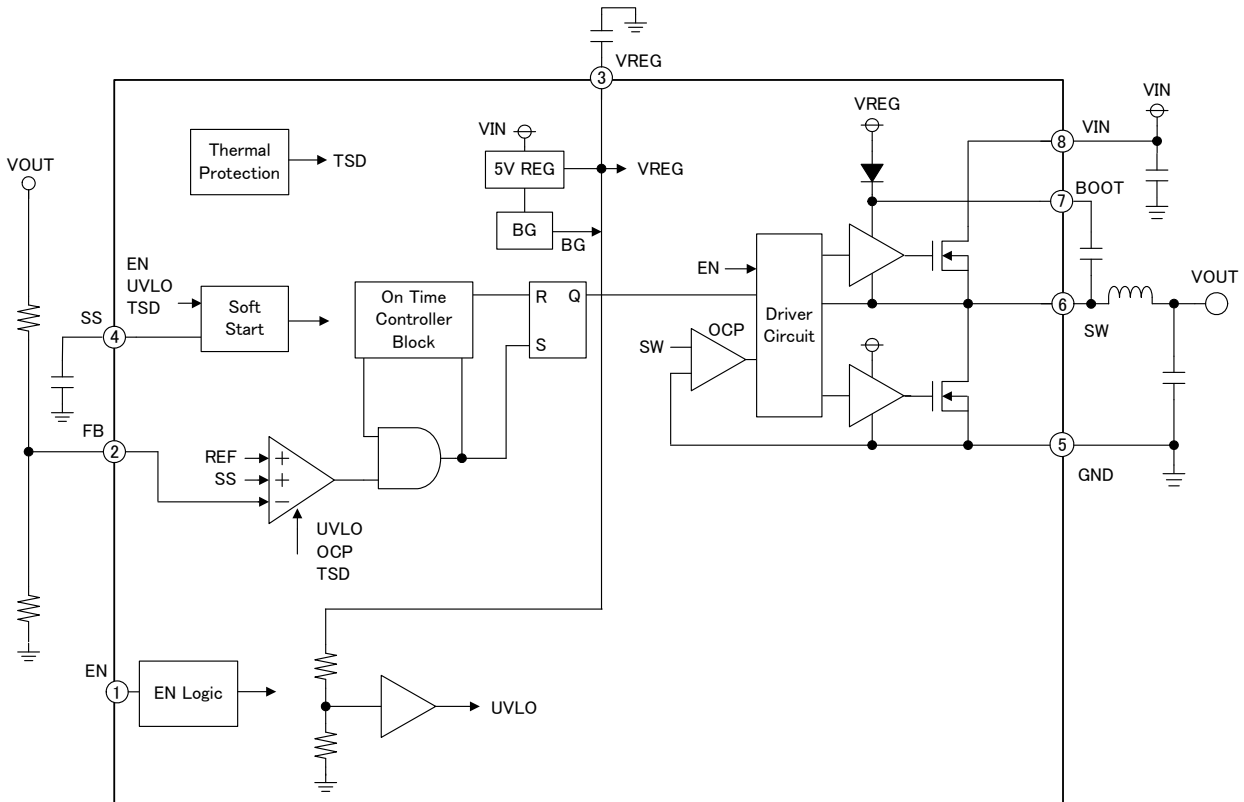 VREG
3
VIN
VREG
VIN
8
Thermal
Protection
TSD
5V REG
VREG
BOOT
7
VOUT
BG
BG
EN
UVLO
TSD
Soft
Start
SS
4
On Time
Controller
Block
R
Q
S
EN
Driver
Circuit
OCP
SW
6
SW
VOUT
FB
2
REF
SS
+
+
−
UVLO
OCP
TSD
5
GND
EN
1
EN Logic
UVLO